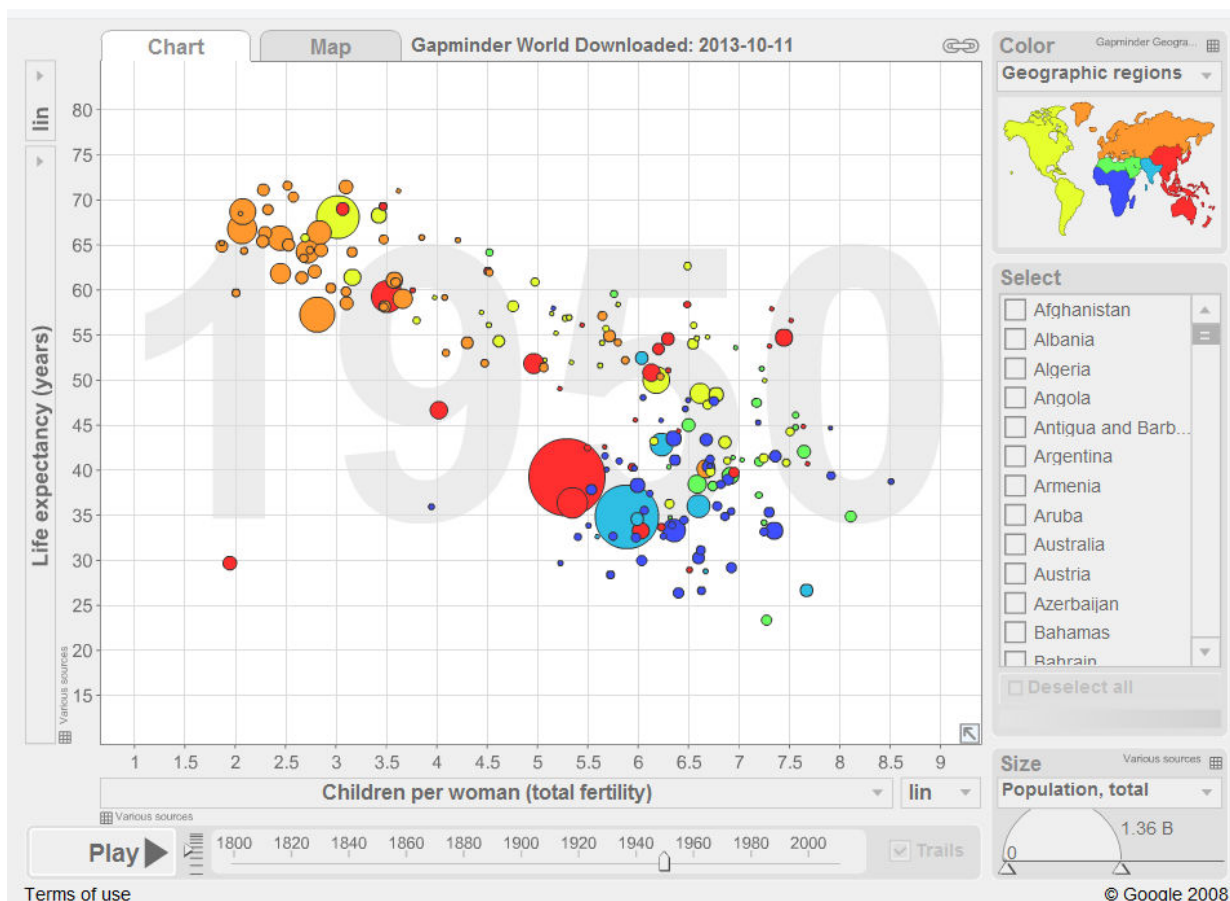 Chart
Map
Gapminder World Downloaded: 2013-10-11
lin
Life expectancy (years)
Various sources
1950
80
75
70
65
60
55
50
45
40
35
30
25
20
15
1 1.5 2 2.5 3 3.5 4 4.5 5 5.5 6 6.5 7 7.5 8 8.5 9
Children per woman (total fertility)
lin
Various sources
Play
1800 1820 1840 1860 1880 1900 1920 1940 1960 1980 2000
Trails
Color
Gapminder Geogra...
Geographic regions
Select
Afghanistan
Albania
Algeria
Angola
Antigua and Barb...
Argentina
Armenia
Aruba
Australia
Austria
Azerbaijan
Bahamas
Bahrain
Deselect all
Size
Various sources
Population, total
1.36 B
0
Terms of use
© Google 2008